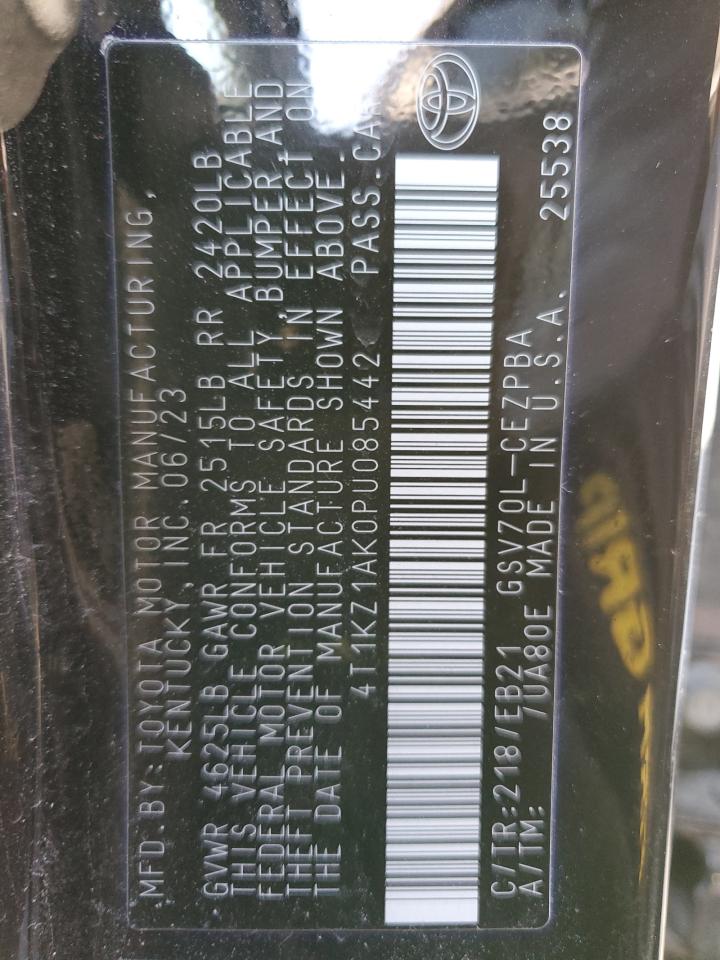 MFD.BY:TOYOTA MOTOR MANUFACTURING,
KENTUCKY, INC.06/23
GVWR 4625LB GAWR FR 2515LB RR 2420LB
THIS VEHICLE CONFORMS TO ALL APPLICABLE
FEDERAL MOTOR VEHICLE SAFETY,BUMPER,AND
THEFT PREVENTION STANDARDS IN EFFECT ON
THE DATE OF MANUFACTURE SHOWN ABOVE.
4T1KZ1AK0PU085442 PASS.CAR
C/TR:218/EB21 GSV70L-CEZPBA
A/TM: /UA80E MADE IN U.S.A. 25538